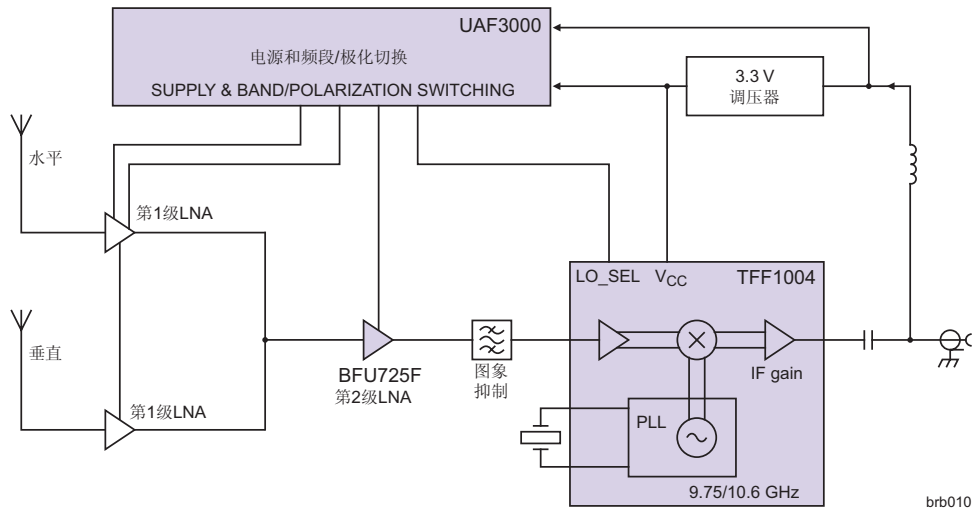 UAF3000
电源和频段/极化切换
SUPPLY & BAND/POLARIZATION SWITCHING
3.3 V
调压器
水平
第1级LNA
LO_SEL
VCC
TFF1004
垂直
BFU725F
第2级LNA
图象
抑制
IF gain
第1级LNA
PLL
9.75/10.6 GHz
brb010